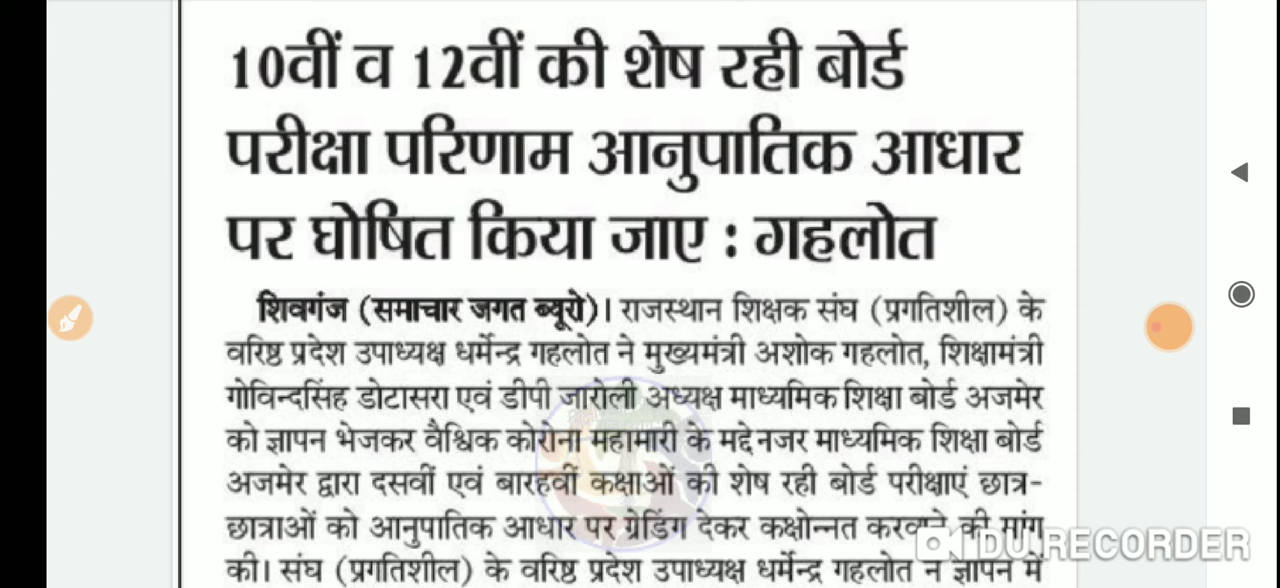 10वीं व 12वीं की शेष रही बोर्ड
परीक्षा परिणाम आनुपातिक आधार
पर घोषित किया जाए : गहलोत
शिवगंज (समाचार जगत ब्यूरो)। राजस्थान शिक्षक संघ (प्रगतिशील) के
वरिष्ठ प्रदेश उपाध्यक्ष धर्मेन्द्र गहलोत ने मुख्यमंत्री अशोक गहलोत, शिक्षामंत्री
गोविन्दसिंह डोटासरा एवं डीपी जारोली अध्यक्ष माध्यमिक शिक्षा बोर्ड अजमेर
को ज्ञापन भेजकर वैश्विक कोरोना महामारी के मद्देनजर माध्यमिक शिक्षा बोर्ड
अजमेर द्वारा दसवीं एवं बारहवीं कक्षाओं की शेष रही बोर्ड परीक्षाएं छात्र-
छात्राओं को आनुपातिक आधार पर ग्रेडिंग देकर कक्षोन्नत करवाने की मांग
की। संघ (प्रगतिशील) के वरिष्ठ प्रदेश उपाध्यक्ष धर्मेन्द्र गहलोत ने ज्ञापन में
DU RECORDER